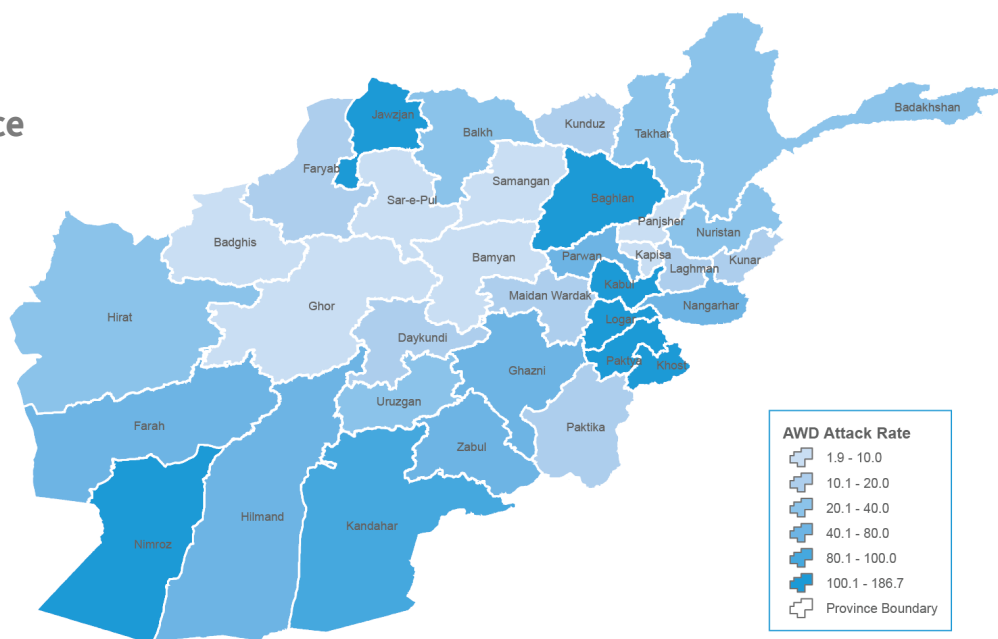 ce
Jawzjan
Badakhshan
Balkh
Kunduz
Takhar
Faryab
Samangan
Sar-e-Pul
Baghlan
Panjsher
Nuristan
Badghis
Bamyan
Parwan
Kapisa
Kunar
Laghman
Kabul
Maidan Wardak
Nangarhar
Ghor
Hirat
Logar
Daykundi
Paktya
Khost
Ghazni
Uruzgan
Farah
Paktika
Zabul
Hilmand
Kandahar
Nimroz
AWD Attack Rate
1.9 - 10.0
10.1 - 20.0
20.1 - 40.0
40.1 - 80.0
80.1 - 100.0
100.1 - 186.7
Province Boundary